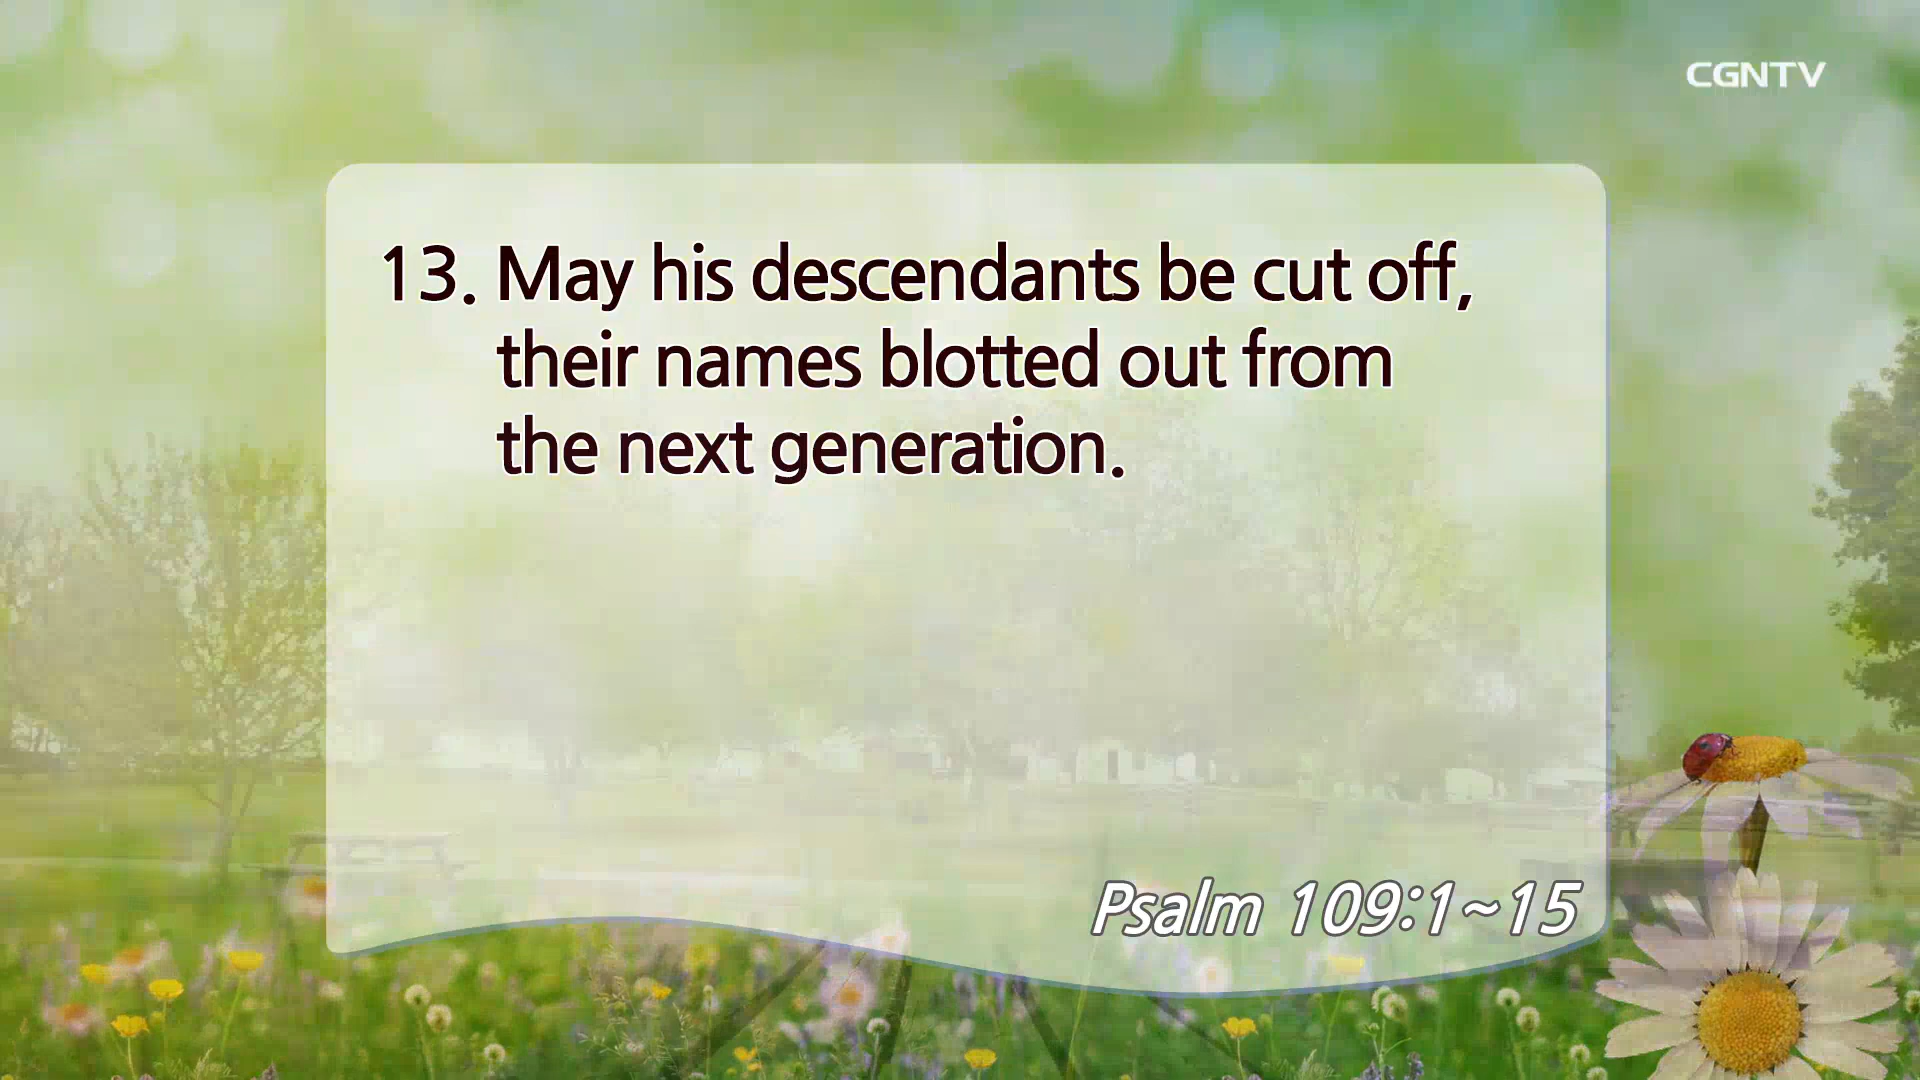 CGNTV
13. May his descendants be cut off,
their names blotted out from
the next generation.
Psalm 109:1~15